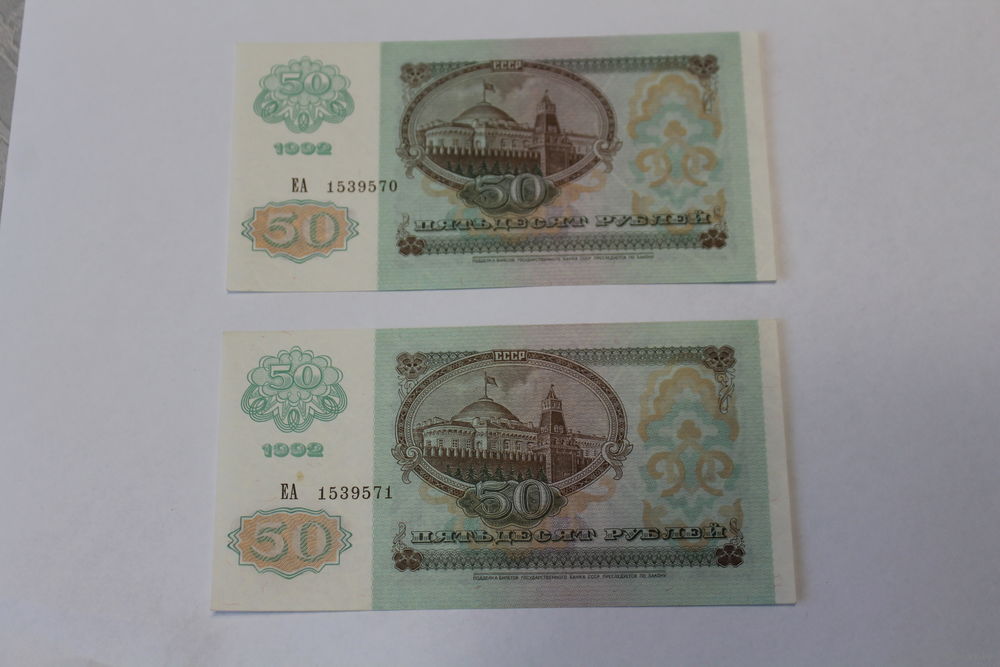 50
СССР
1992
ЕА 1539570
50
50
ПЯТЬДЕСЯТ РУБЛЕЙ
ПОДДЕЛКА БИЛЕТОВ ГОСУДАРСТВЕННОГО БАНКА СССР ПРЕСЛЕДУЕТСЯ ПО ЗАКОНУ
50
СССР
1992
ЕА 1539571
50
50
ПЯТЬДЕСЯТ РУБЛЕЙ
ПОДДЕЛКА БИЛЕТОВ ГОСУДАРСТВЕННОГО БАНКА СССР ПРЕСЛЕДУЕТСЯ ПО ЗАКОНУ